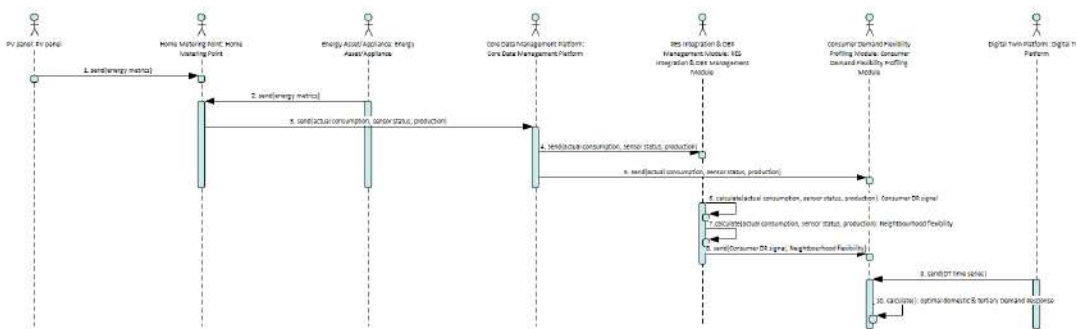 PV panel: PV panel
Home Metering Point: Home
Metering Point
Energy Asset/Appliance: Energy
Asset/Appliance
Core Data Management Platform:
Core Data Management Platform
RES Integration & DER
Management Module: RES
Integration & DER Management
Module
Consumer Demand Flexibility
Profiling Module: Consumer
Demand Flexibility Profiling
Module
Digital Twin Platform: Digital Tw
Platform
1. send(energy metrics)
2. send(energy metrics)
3. send(actual consumption, sensor status, production)
4. send(actual consumption, sensor status, production)
5. send(actual consumption, sensor status, production)
6. calculate(actual consumption, sensor status, production): Consumer DR signal
7. calculate(actual consumption, sensor status, production): Neighbourhood flexibility
8. send(Consumer DR signal, Neighbourhood flexibility)
9. send(DT time series)
10. calculate(): optimal domestic & tertiary Demand Response